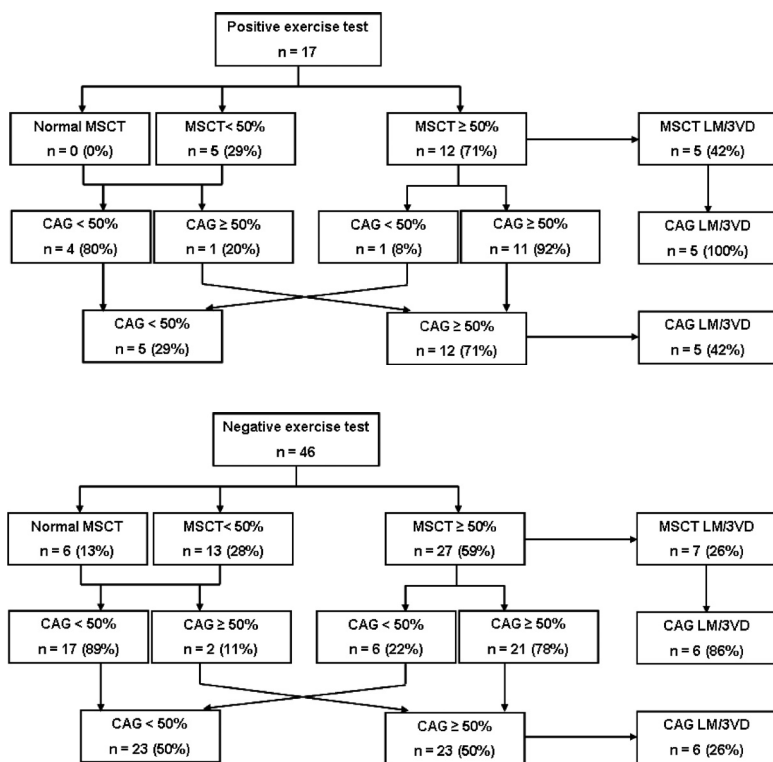 Positive exercise test
n = 17
Normal MSCT
n = 0 (0%)
MSCT< 50%
n = 5 (29%)
MSCT ≥ 50%
n = 12 (71%)
MSCT LM/3VD
n = 5 (42%)
CAG < 50%
n = 4 (80%)
CAG ≥ 50%
n = 1 (20%)
CAG < 50%
n = 1 (8%)
CAG ≥ 50%
n = 11 (92%)
CAG LM/3VD
n = 5 (100%)
CAG < 50%
n = 5 (29%)
CAG ≥ 50%
n = 12 (71%)
CAG LM/3VD
n = 5 (42%)
Negative exercise test
n = 46
Normal MSCT
n = 6 (13%)
MSCT< 50%
n = 13 (28%)
MSCT ≥ 50%
n = 27 (59%)
MSCT LM/3VD
n = 7 (26%)
CAG < 50%
n = 17 (89%)
CAG ≥ 50%
n = 2 (11%)
CAG < 50%
n = 6 (22%)
CAG ≥ 50%
n = 21 (78%)
CAG LM/3VD
n = 6 (86%)
CAG < 50%
n = 23 (50%)
CAG ≥ 50%
n = 23 (50%)
CAG LM/3VD
n = 6 (26%)